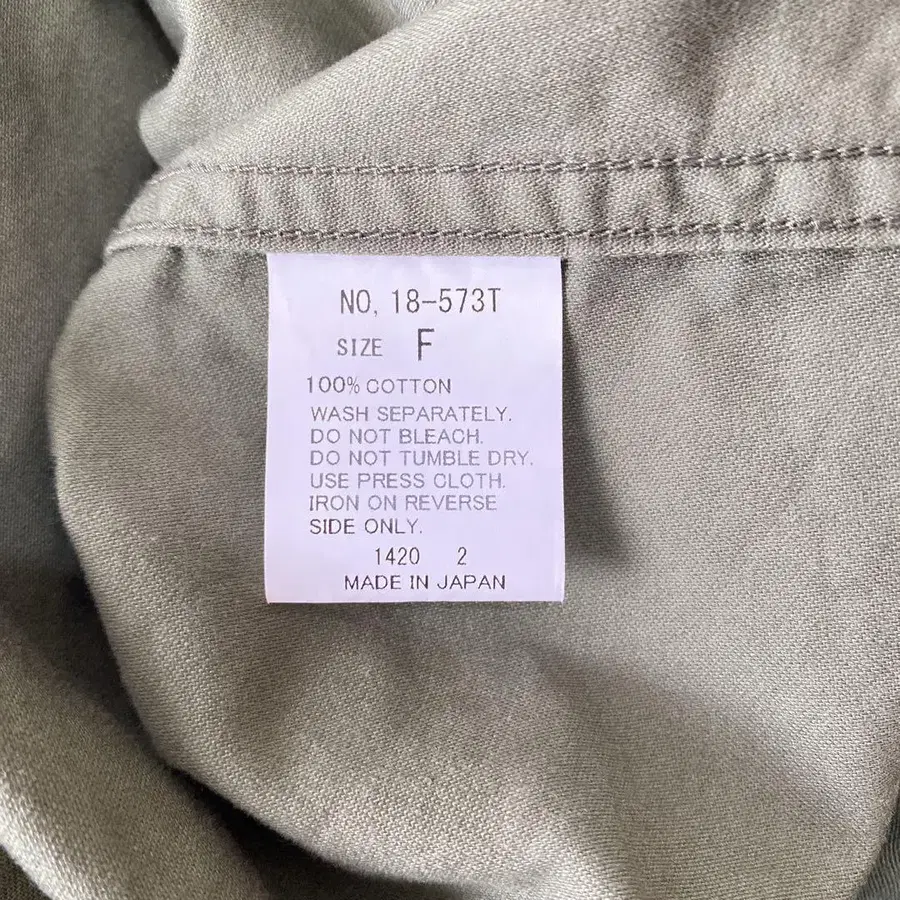 NO, 18-573T
SIZE F
100% COTTON
WASH SEPARATELY.
DO NOT BLEACH.
DO NOT TUMBLE DRY.
USE PRESS CLOTH.
IRON ON REVERSE
SIDE ONLY.
1420 2
MADE IN JAPAN